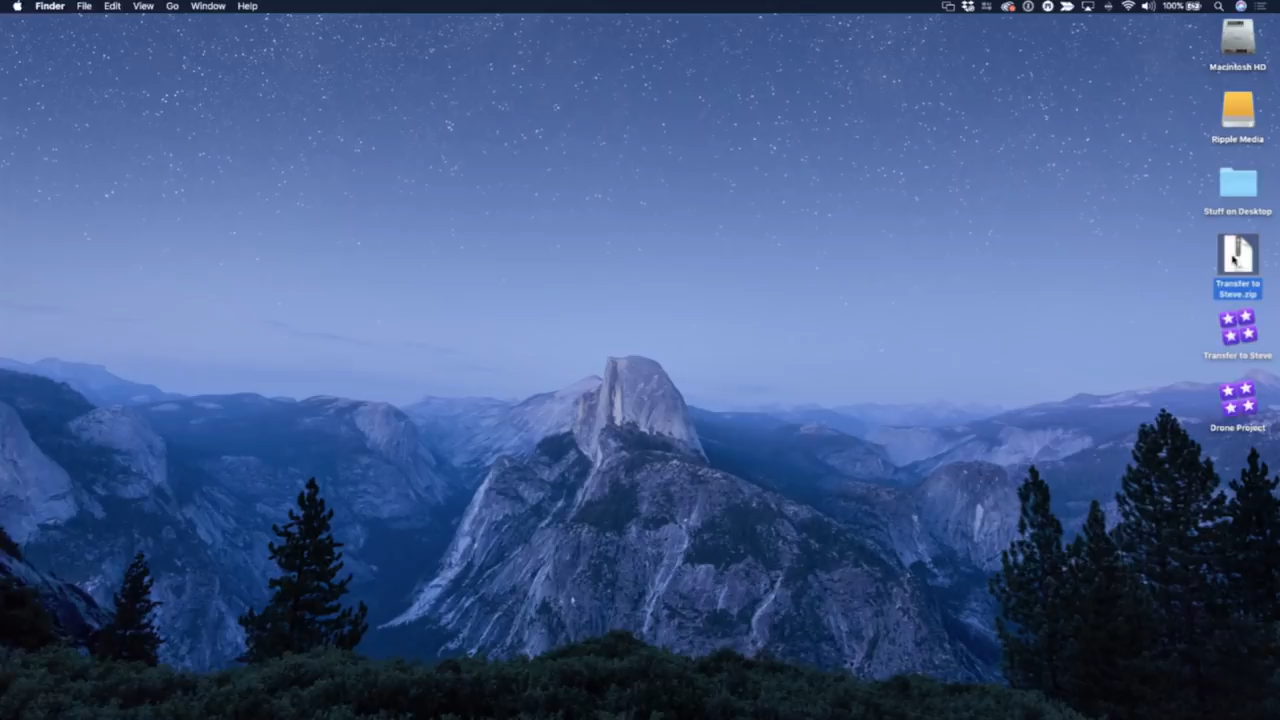 Finder File Edit View Go Window Help
100%
Macintosh HD
Ripple Media
Stuff on Desktop
Transfer to
Steve.zip
Transfer to Steve
Drone Project